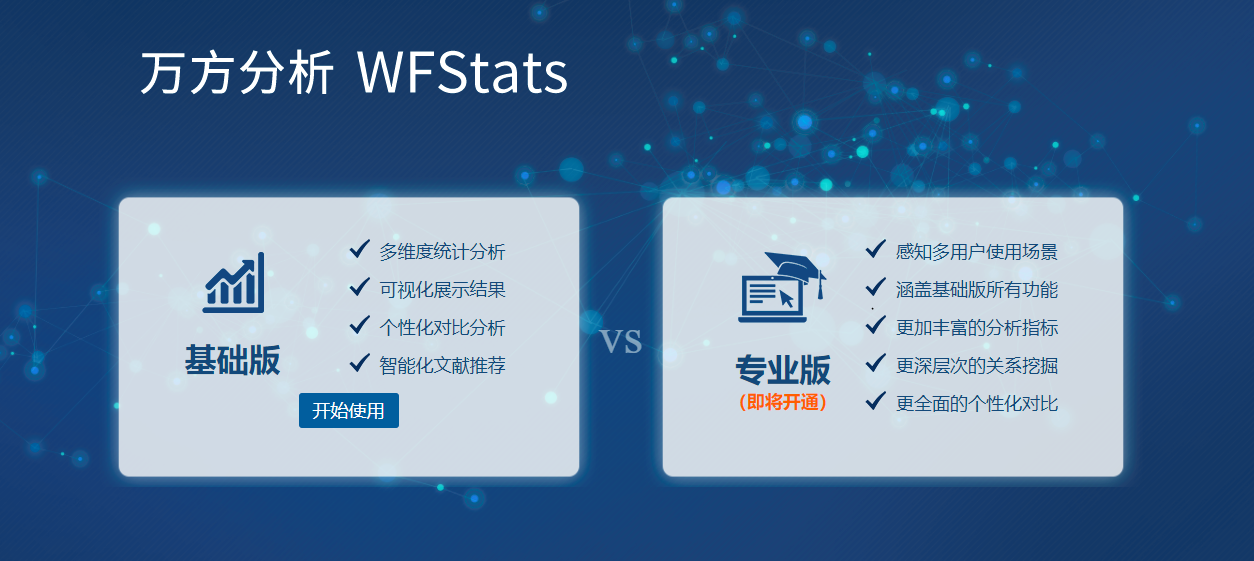 万方分析 WFStats
多维度统计分析
可视化展示结果
个性化对比分析
智能化文献推荐
基础版
开始使用
VS
感知多用户使用场景
涵盖基础版所有功能
更加丰富的分析指标
更深层次的关系挖掘
更全面的个性化对比
专业版
（即将开通）